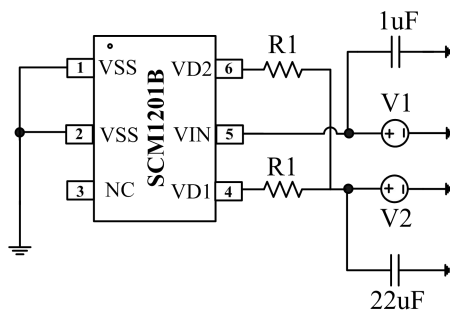 1uF
R1
1 VSS VD2 6
V1
SCM1201B
+ -
2 VSS VIN 5
R1
3 NC VD1 4
+ -
V2
22uF